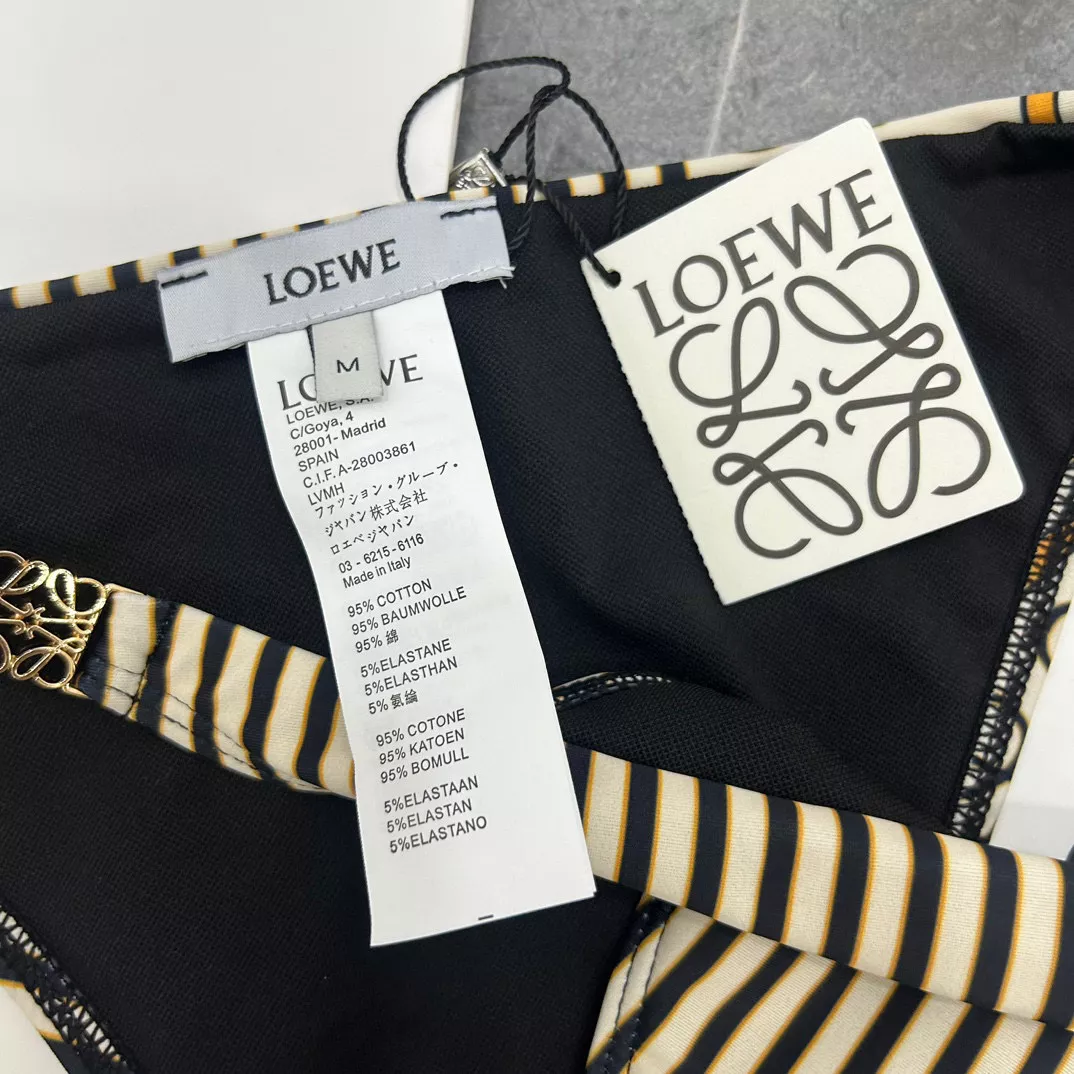 LOEWE
M
LOEWE
LOEWE, S.A.
C/Goya, 4
28001- Madrid
SPAIN
C.I.F. A-28003861
LVMH
ファッション・グループ・
ジャパン株式会社
ロエベジャパン
03 - 6215-6116
Made in Italy
95% COTTON
95% BAUMWOLLE
95% 綿
5%ELASTANE
5%ELASTHAN
5% 氨綸
95% COTONE
95% KATOEN
95% BOMULL
5%ELASTAAN
5%ELASTAN
5%ELASTANO
LOEWE